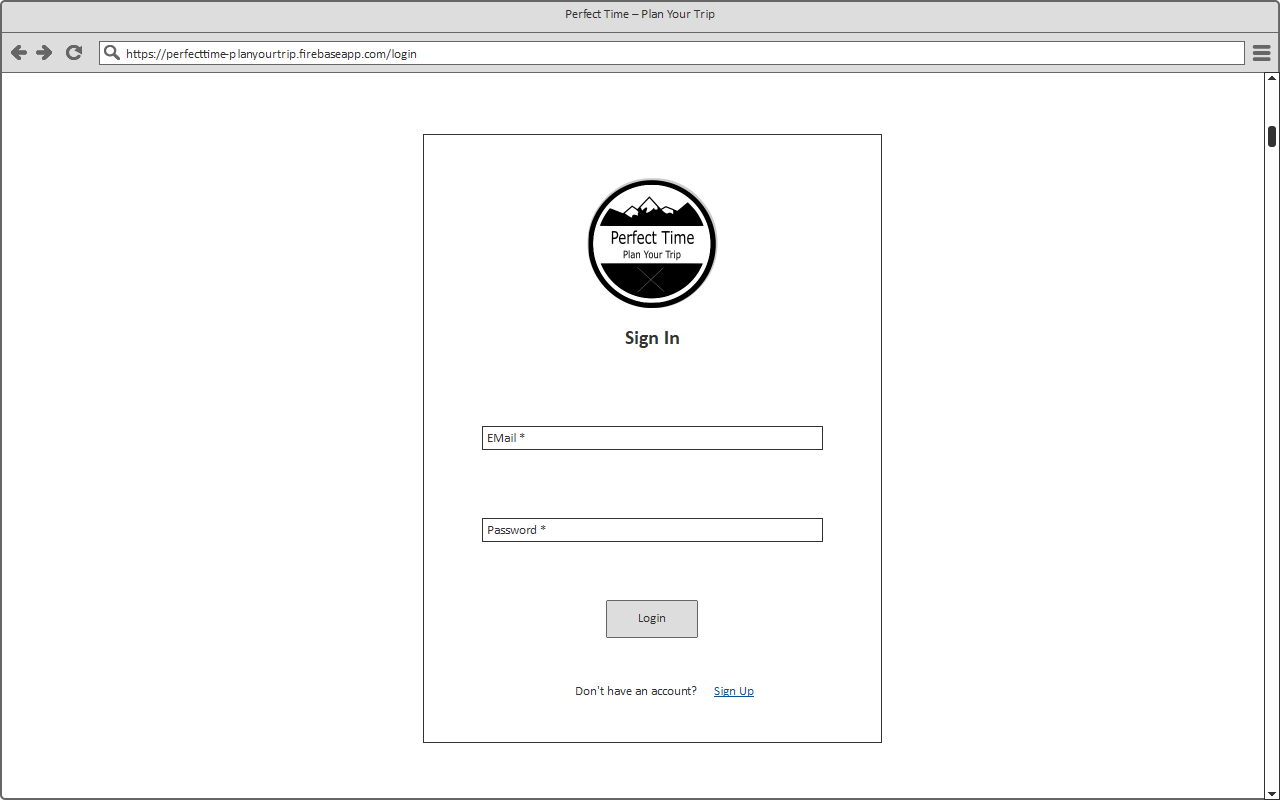 Perfect Time – Plan Your Trip
https://perfecttime-planyourtrip.firebaseapp.com/login
Perfect Time
Plan Your Trip
Sign In
EMail *
Password *
Login
Don't have an account? Sign Up